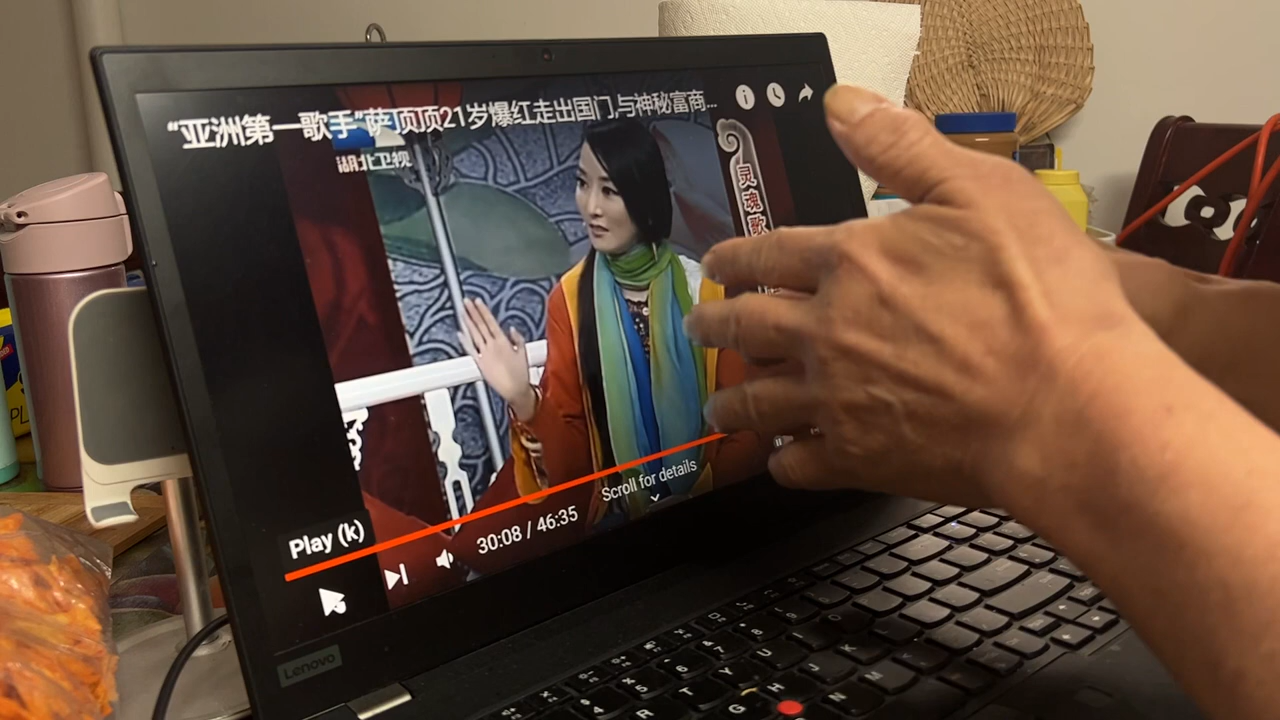 “亚洲第一歌手”萨顶顶21岁爆红走出国门,与神秘富商...
湖北卫视
灵魂歌
Play (k)
30:08 / 46:35
Scroll for details
Lenovo